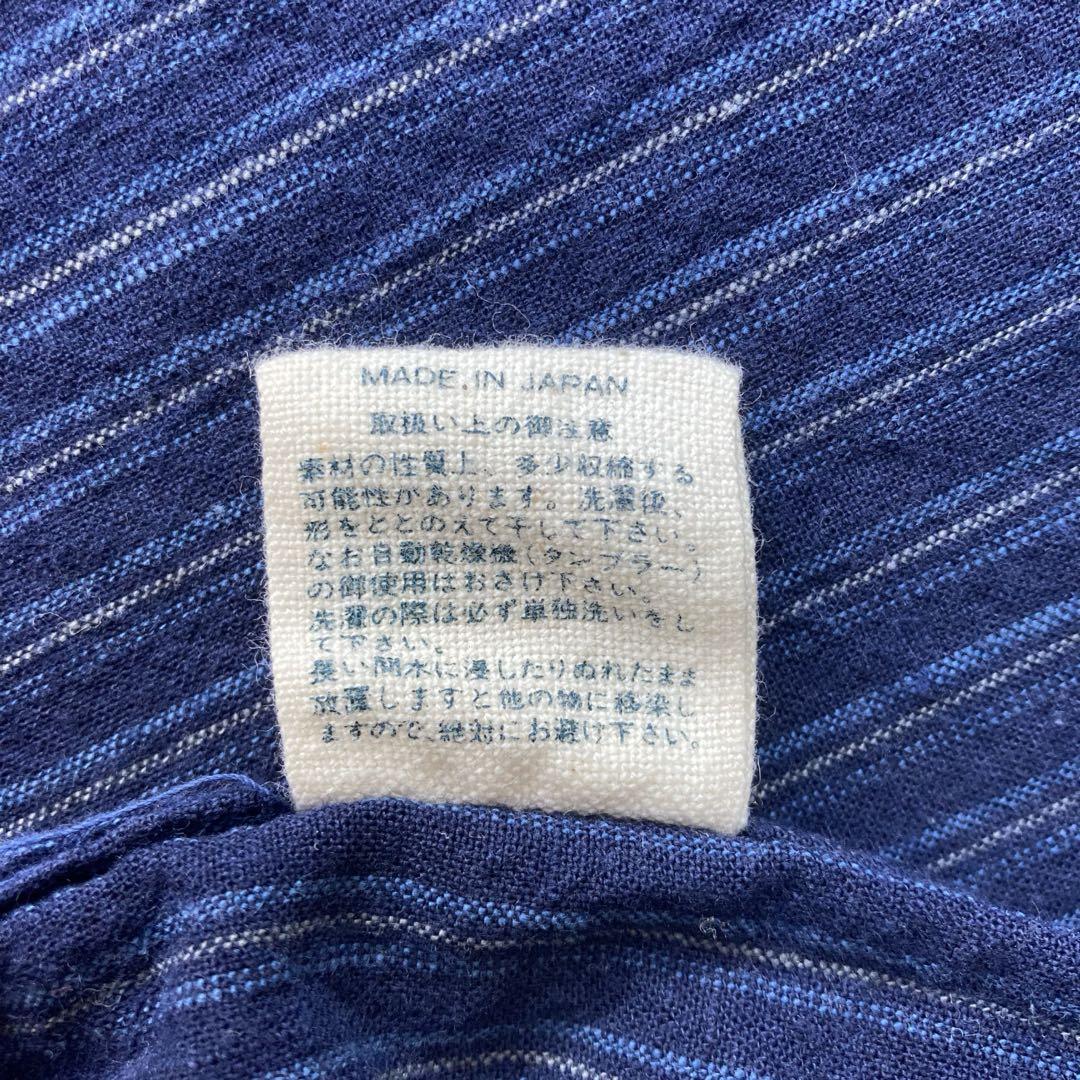 MADE IN JAPAN
取扱い上の御注意
素材の性質上、多少収縮する
可能性があります。洗濯後、
形をととのえて干して下さい。
なお自動乾燥機(タンブラー)
の御使用はおさけ下さい。
洗濯の際は必ず単独洗いをし
て下さい。
長い間水に浸したりぬれたまま
放置しますと他の物に移染し
ますので、絶対にお避け下さい。